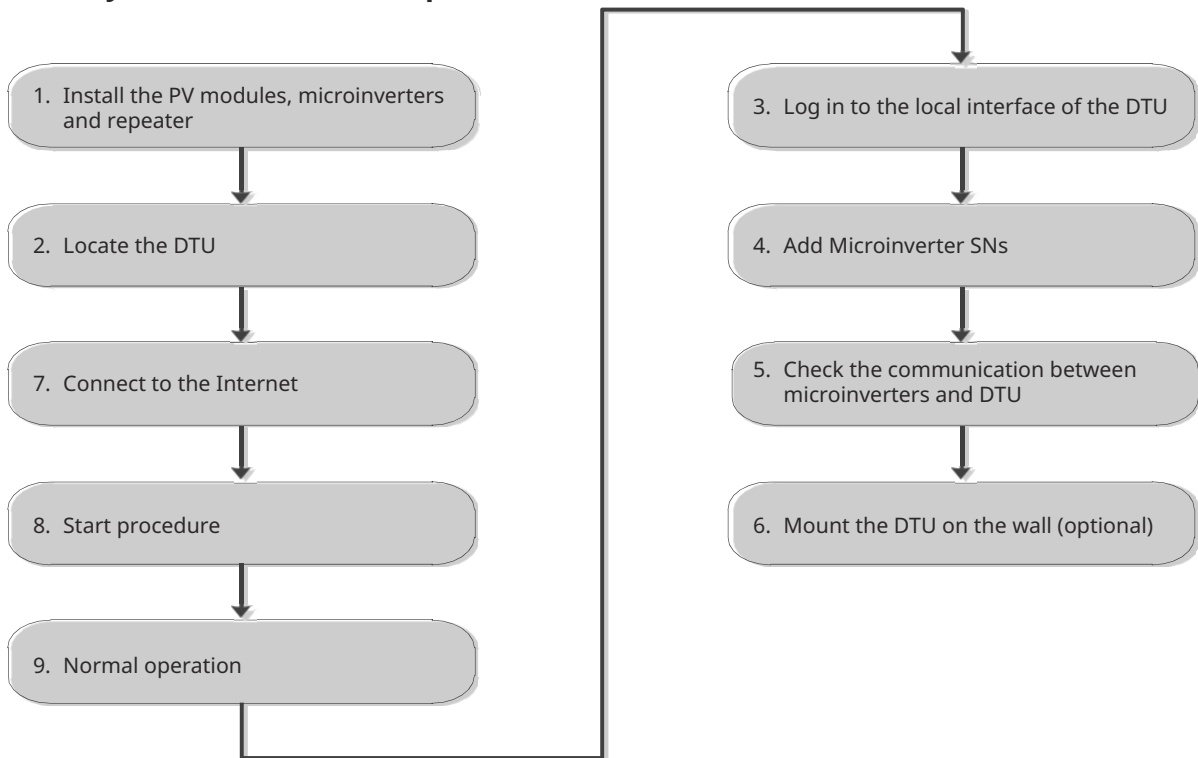 1. Install the PV modules, microinverters
and repeater
2. Locate the DTU
7. Connect to the Internet
8. Start procedure
9. Normal operation
3. Log in to the local interface of the DTU
4. Add Microinverter SNs
5. Check the communication between
microinverters and DTU
6. Mount the DTU on the wall (optional)